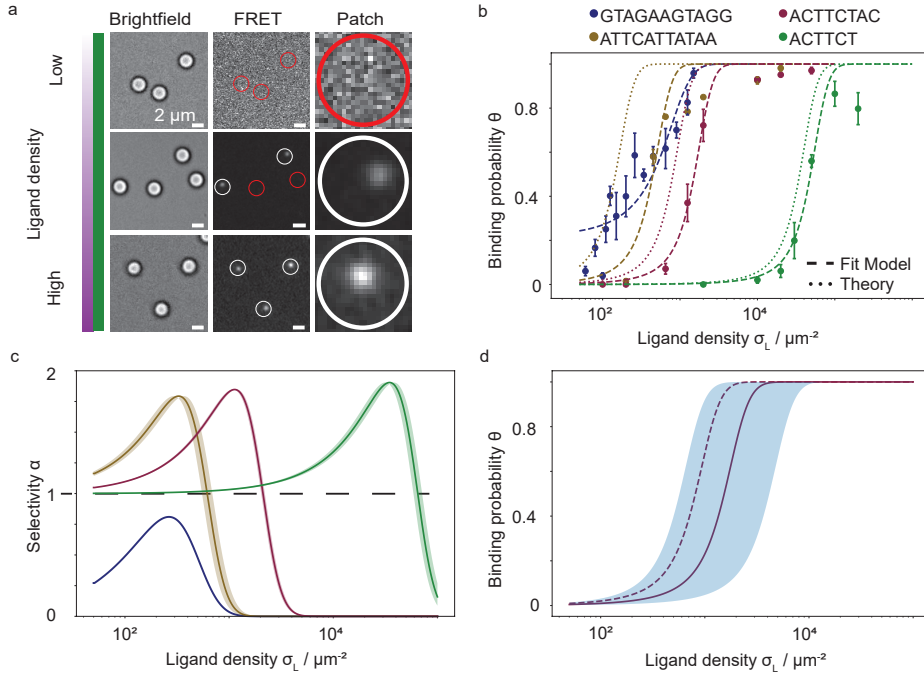 a
Brightfield FRET Patch
Low
Ligand density
High
2 µm
b
GTAGAAGTAGG ACTTCTAC
ATTCATTATAA ACTTCT
Binding probability θ
0.8
0.4
0
Fit Model
Theory
10² 10⁴
Ligand density σL / µm⁻²
c
Selectivity α
2
1
0
10² 10⁴
Ligand density σL / µm⁻²
d
Binding probability θ
0.8
0.4
0
10² 10⁴
Ligand density σL / µm⁻²